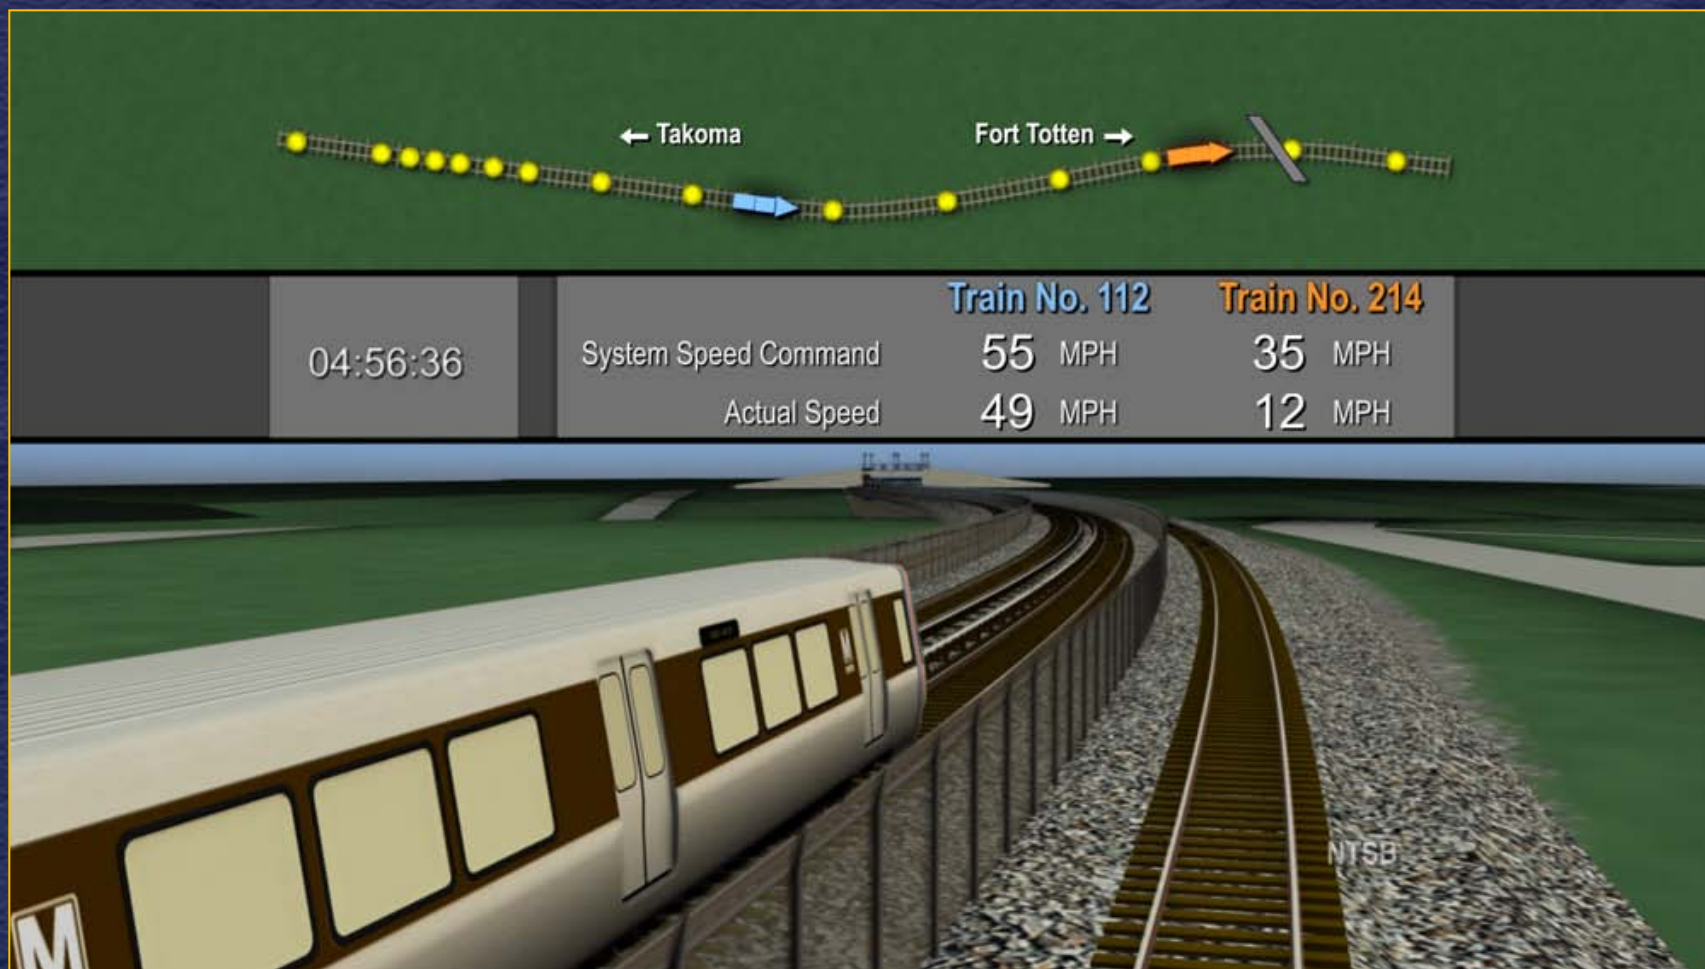 ← Takoma
Fort Totten →
Train No. 112 Train No. 214
04:56:36
System Speed Command 55 MPH 35 MPH
Actual Speed 49 MPH 12 MPH
M
NTSB
M